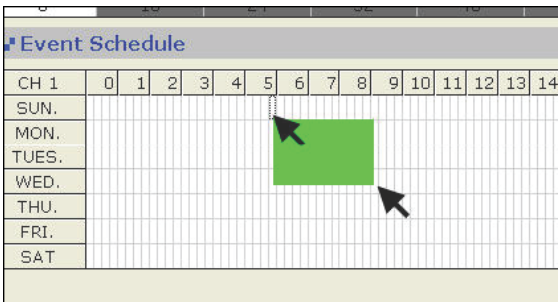 Event Schedule
CH 1 0 1 2 3 4 5 6 7 8 9 10 11 12 13 14
SUN.
MON.
TUES.
WED.
THU.
FRI.
SAT